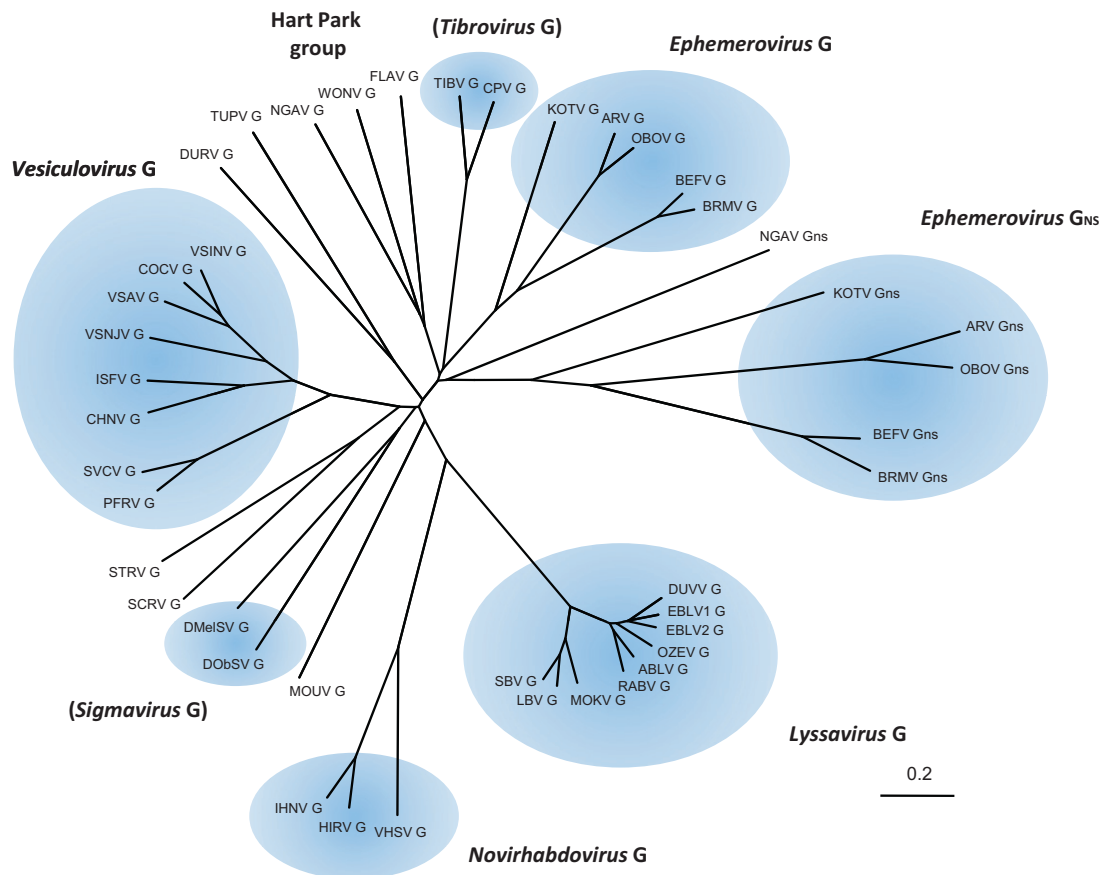 Hart Park
group
(Tibrovirus G)
Ephemerovirus G
FLAV G
TIBV G
CPV G
WONV G
NGAV G
TUPV G
DURV G
KOTV G
ARV G
OBOV G
BEFV G
BRMV G
Vesiculovirus G
Ephemerovirus GNS
NGAV Gns
VSINV G
COCV G
VSAV G
VSNJV G
ISFV G
CHNV G
SVCV G
PFRV G
KOTV Gns
ARV Gns
OBOV Gns
BEFV Gns
BRMV Gns
STRV G
SCRV G
DMelSV G
DObSV G
MOUV G
(Sigmavirus G)
DUVV G
EBLV1 G
EBLV2 G
OZEV G
ABLV G
RABV G
SBV G
LBV G
MOKV G
Lyssavirus G
0.2
IHNV G
HIRV G
VHSV G
Novirhabdovirus G